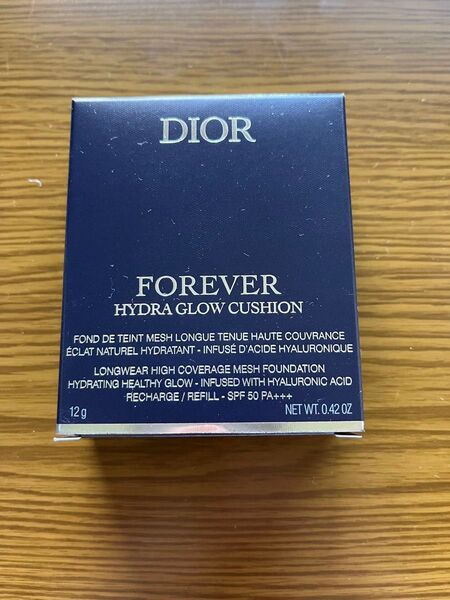 DIOR
FOREVER
HYDRA GLOW CUSHION
FOND DE TEINT MESH LONGUE TENUE HAUTE COUVRANCE
ÉCLAT NATUREL HYDRATANT - INFUSÉ D'ACIDE HYALURONIQUE
LONGWEAR HIGH COVERAGE MESH FOUNDATION
HYDRATING HEALTHY GLOW - INFUSED WITH HYALURONIC ACID
RECHARGE / REFILL - SPF 50 PA+++
12 g NET WT. 0.42 OZ